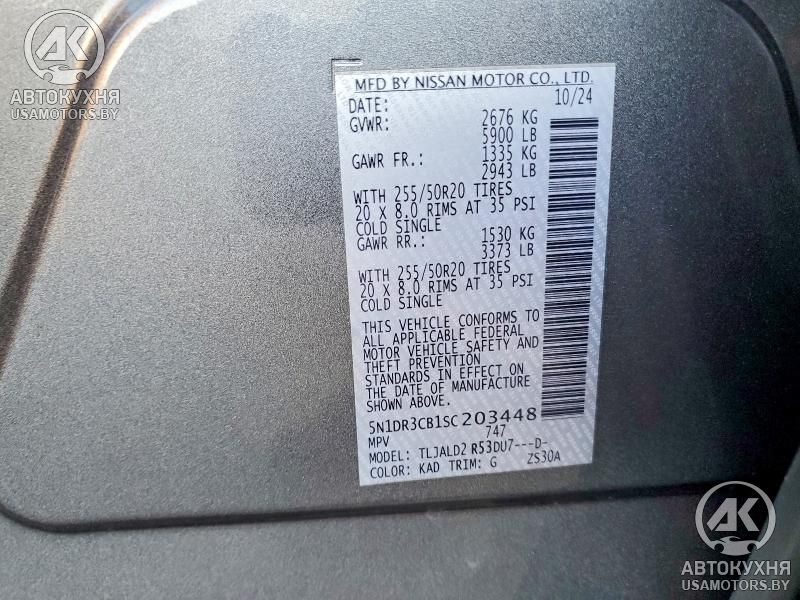 AK
АВТОКУХНЯ
USAMOTORS.BY
MFD BY NISSAN MOTOR CO., LTD.
DATE: 10/24
GVWR: 2676 KG
5900 LB
GAWR FR.: 1335 KG
2943 LB
WITH 255/50R20 TIRES
20 X 8.0 RIMS AT 35 PSI
COLD SINGLE
GAWR RR.: 1530 KG
3373 LB
WITH 255/50R20 TIRES
20 X 8.0 RIMS AT 35 PSI
COLD SINGLE
THIS VEHICLE CONFORMS TO
ALL APPLICABLE FEDERAL
MOTOR VEHICLE SAFETY AND
THEFT PREVENTION
STANDARDS IN EFFECT ON
THE DATE OF MANUFACTURE
SHOWN ABOVE.
5N1DR3CB1SC203448
MPV 747
MODEL: TLJALD2 R53DU7---D-
COLOR: KAD TRIM: G ZS30A
AK
АВТОКУХНЯ
USAMOTORS.BY